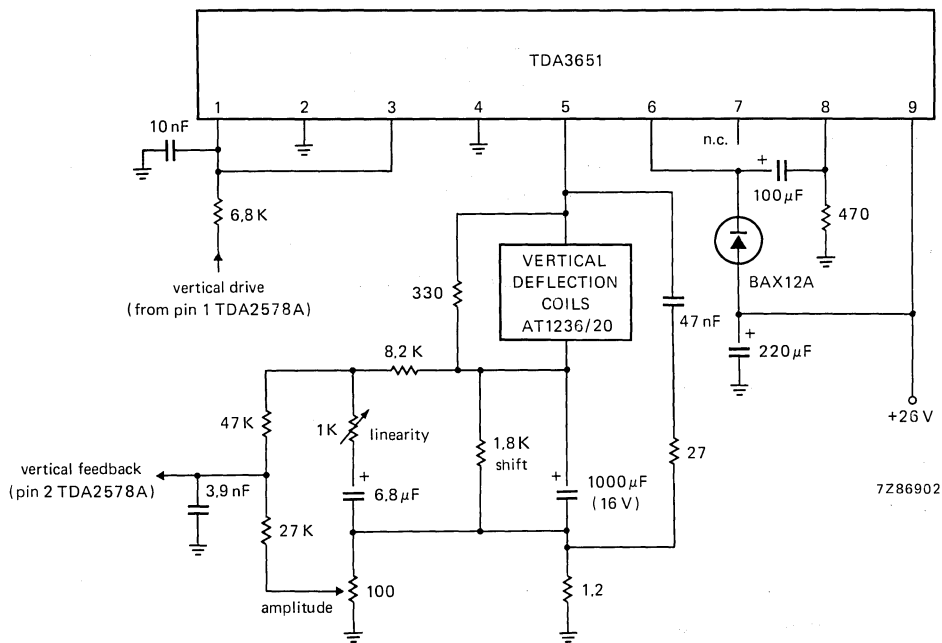 TDA3651
1 2 3 4 5 6 7 8 9
10 nF
n.c.
+
100 µF
6,8 K
470
vertical drive
(from pin 1 TDA2578A)
BAX12A
VERTICAL
DEFLECTION
COILS
AT1236/20
330
47 nF
+
220 µF
8,2 K
+26 V
47 K
1K
linearity
1,8 K
shift
27
vertical feedback
(pin 2 TDA2578A)
3,9 nF
+
6,8 µF
+
1000 µF
(16 V)
7Z86902
27 K
amplitude
100
1,2